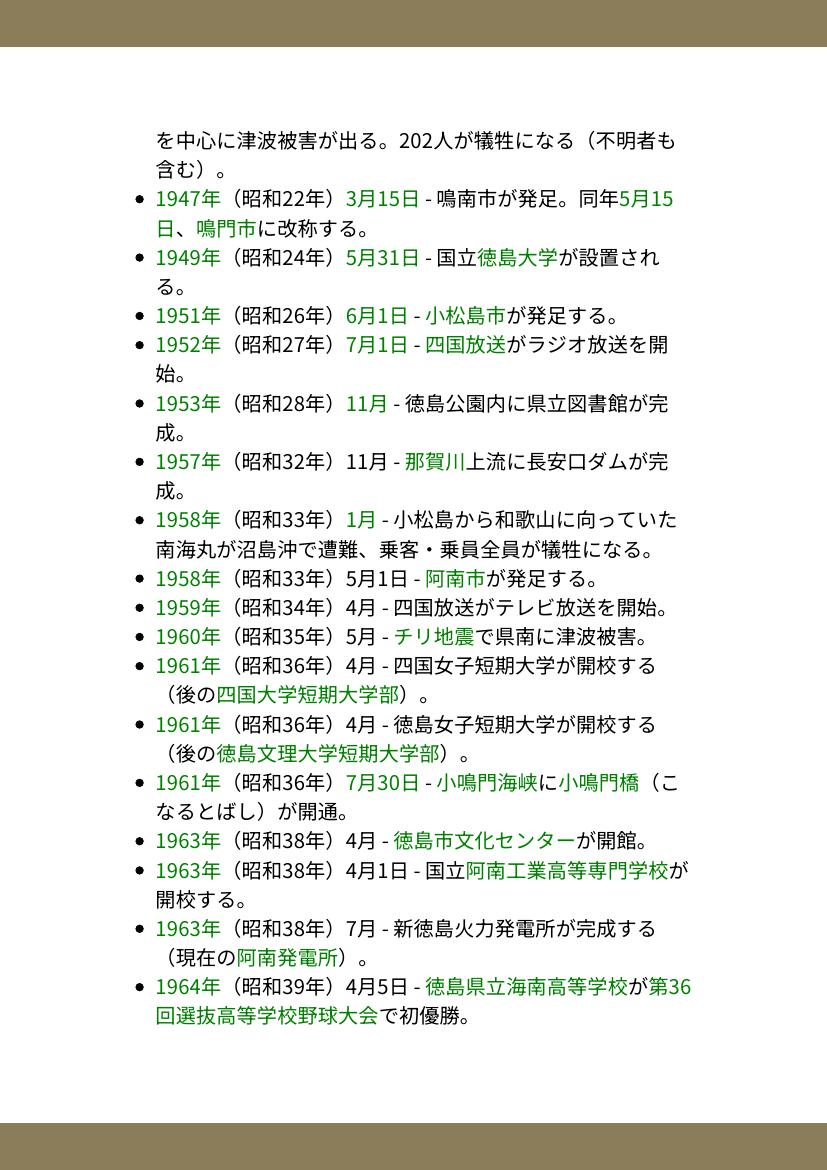 を中心に津波被害が出る。202人が犠牲になる（不明者も
含む）。
• 1947年（昭和22年）3月15日 - 鳴南市が発足。同年5月15
日、鳴門市に改称する。
• 1949年（昭和24年）5月31日 - 国立徳島大学が設置され
る。
• 1951年（昭和26年）6月1日 - 小松島市が発足する。
• 1952年（昭和27年）7月1日 - 四国放送がラジオ放送を開
始。
• 1953年（昭和28年）11月 - 徳島公園内に県立図書館が完
成。
• 1957年（昭和32年）11月 - 那賀川上流に長安口ダムが完
成。
• 1958年（昭和33年）1月 - 小松島から和歌山に向っていた
南海丸が沼島沖で遭難、乗客・乗員全員が犠牲になる。
• 1958年（昭和33年）5月1日 - 阿南市が発足する。
• 1959年（昭和34年）4月 - 四国放送がテレビ放送を開始。
• 1960年（昭和35年）5月 - チリ地震で県南に津波被害。
• 1961年（昭和36年）4月 - 四国女子短期大学が開校する
（後の四国大学短期大学部）。
• 1961年（昭和36年）4月 - 徳島女子短期大学が開校する
（後の徳島文理大学短期大学部）。
• 1961年（昭和36年）7月30日 - 小鳴門海峡に小鳴門橋（こ
なるとばし）が開通。
• 1963年（昭和38年）4月 - 徳島市文化センターが開館。
• 1963年（昭和38年）4月1日 - 国立阿南工業高等専門学校が
開校する。
• 1963年（昭和38年）7月 - 新徳島火力発電所が完成する
（現在の阿南発電所）。
• 1964年（昭和39年）4月5日 - 徳島県立海南高等学校が第36
回選抜高等学校野球大会で初優勝。